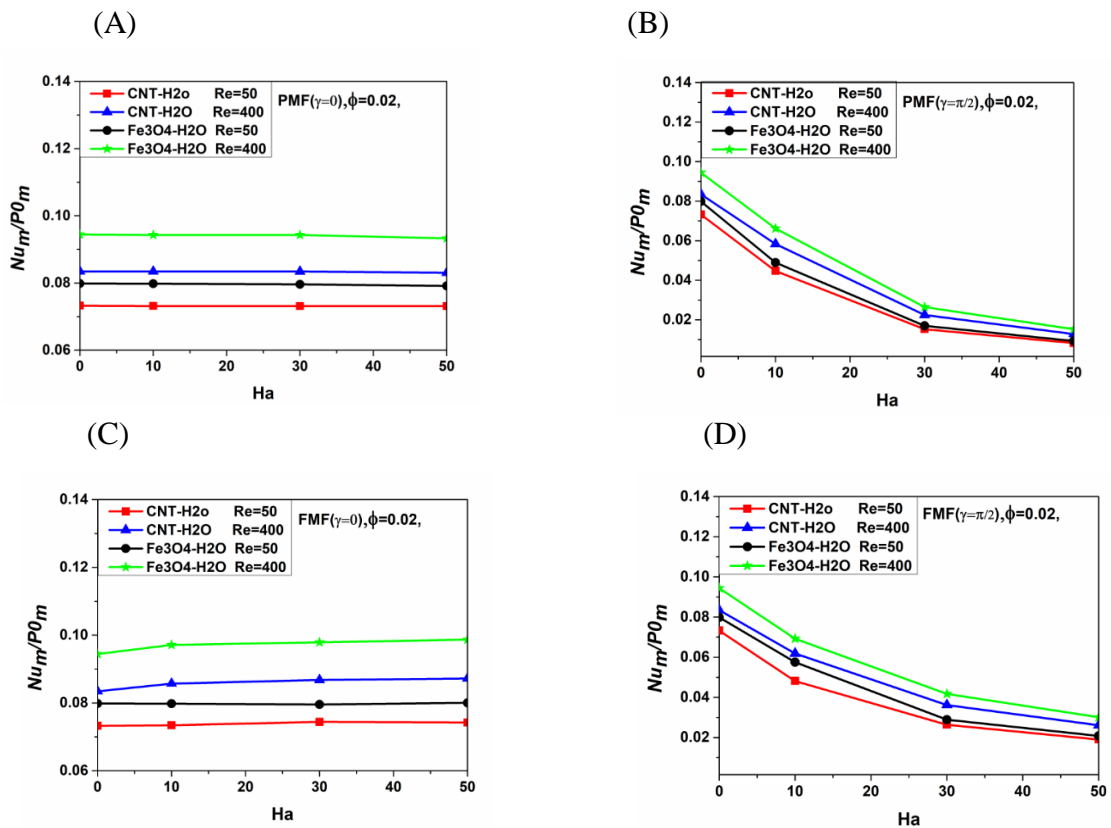 (A)
0.14
0.12
0.10
0.08
0.06
Nu_m/P0_m
CNT-H2o Re=50
CNT-H2O Re=400
Fe3O4-H2O Re=50
Fe3O4-H2O Re=400
PMF(γ=0),ϕ=0.02,
0 10 20 30 40 50
Ha
(B)
0.14
0.12
0.10
0.08
0.06
0.04
0.02
Nu_m/P0_m
CNT-H2o Re=50
CNT-H2O Re=400
Fe3O4-H2O Re=50
Fe3O4-H2O Re=400
PMF(γ=π/2),ϕ=0.02,
0 10 20 30 40 50
Ha
(C)
0.14
0.12
0.10
0.08
0.06
Nu_m/P0_m
CNT-H2o Re=50
CNT-H2O Re=400
Fe3O4-H2O Re=50
Fe3O4-H2O Re=400
FMF(γ=0),ϕ=0.02,
0 10 20 30 40 50
Ha
(D)
0.14
0.12
0.10
0.08
0.06
0.04
0.02
Nu_m/P0_m
CNT-H2o Re=50
CNT-H2O Re=400
Fe3O4-H2O Re=50
Fe3O4-H2O Re=400
FMF(γ=π/2),ϕ=0.02,
0 10 20 30 40 50
Ha